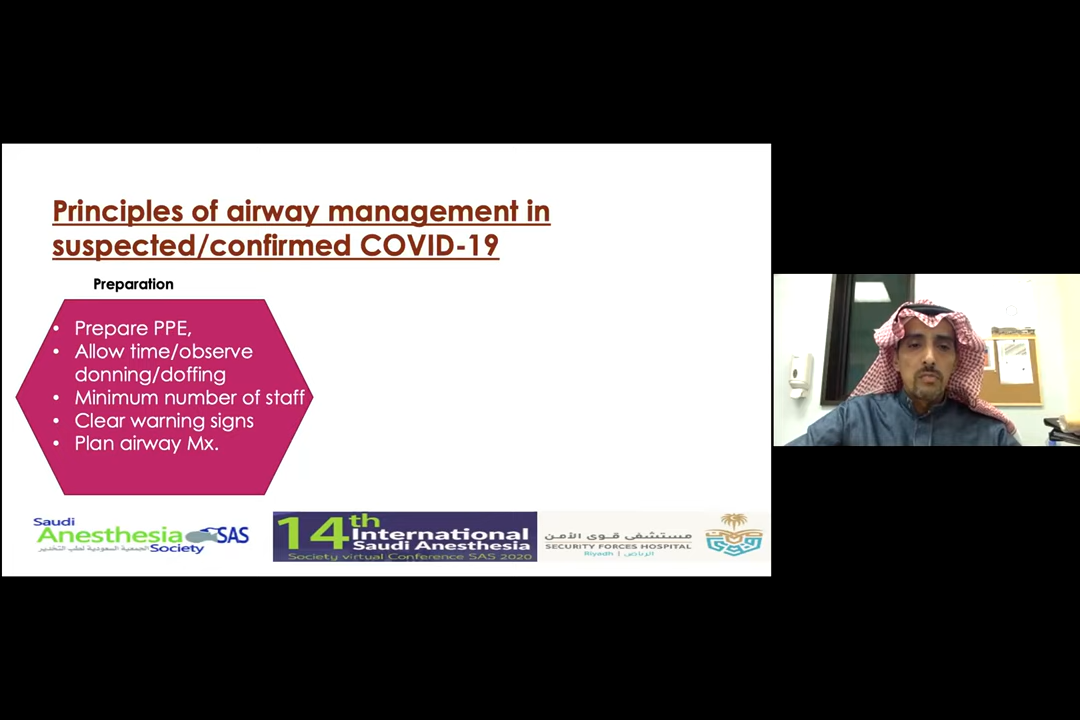 Principles of airway management in
suspected/confirmed COVID-19
Preparation
• Prepare PPE,
• Allow time/observe
donning/doffing
• Minimum number of staff
• Clear warning signs
• Plan airway Mx.
Saudi
Anesthesia SAS
الجمعية السعودية لطب التخدير Society
14th
International
Saudi Anesthesia
Society virtual Conference SAS 2020
مستشفى قوى الأمن
SECURITY FORCES HOSPITAL
Riyadh | الرياض